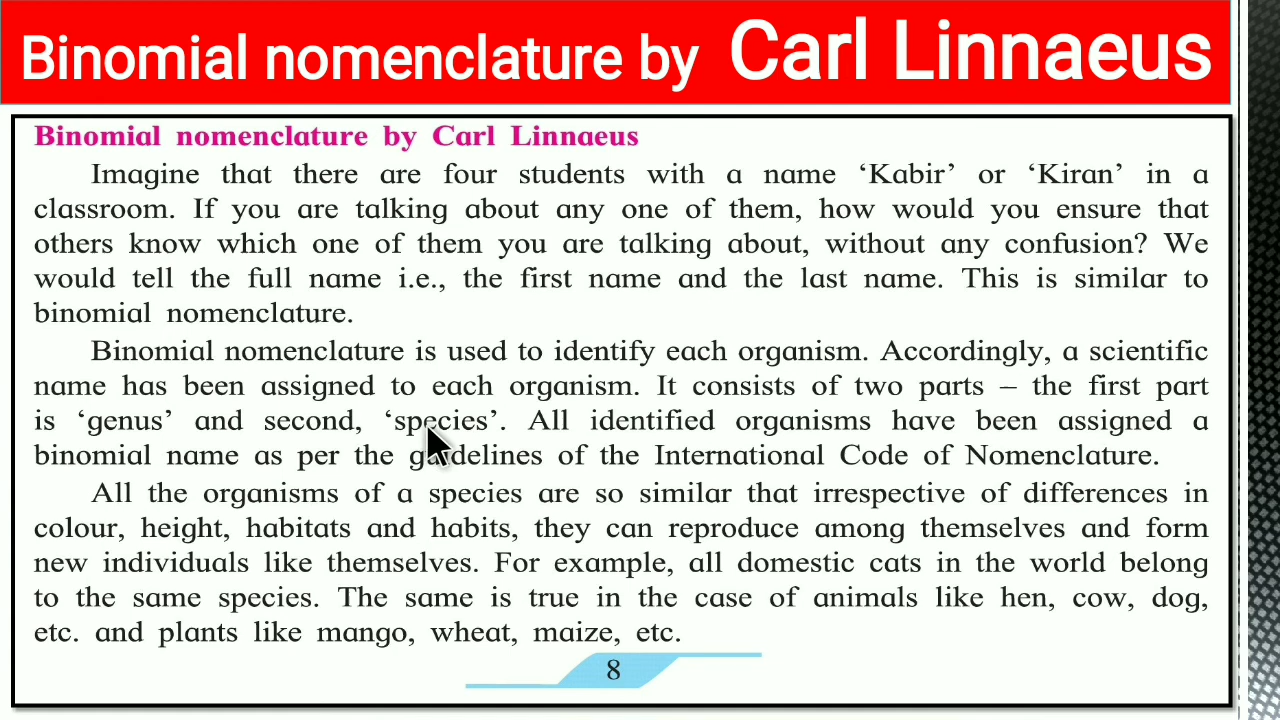 Binomial nomenclature by Carl Linnaeus
Binomial nomenclature by Carl Linnaeus
Imagine that there are four students with a name ‘Kabir’ or ‘Kiran’ in a
classroom. If you are talking about any one of them, how would you ensure that
others know which one of them you are talking about, without any confusion? We
would tell the full name i.e., the first name and the last name. This is similar to
binomial nomenclature.
Binomial nomenclature is used to identify each organism. Accordingly, a scientific
name has been assigned to each organism. It consists of two parts – the first part
is ‘genus’ and second, ‘species’. All identified organisms have been assigned a
binomial name as per the guidelines of the International Code of Nomenclature.
All the organisms of a species are so similar that irrespective of differences in
colour, height, habitats and habits, they can reproduce among themselves and form
new individuals like themselves. For example, all domestic cats in the world belong
to the same species. The same is true in the case of animals like hen, cow, dog,
etc. and plants like mango, wheat, maize, etc.
8